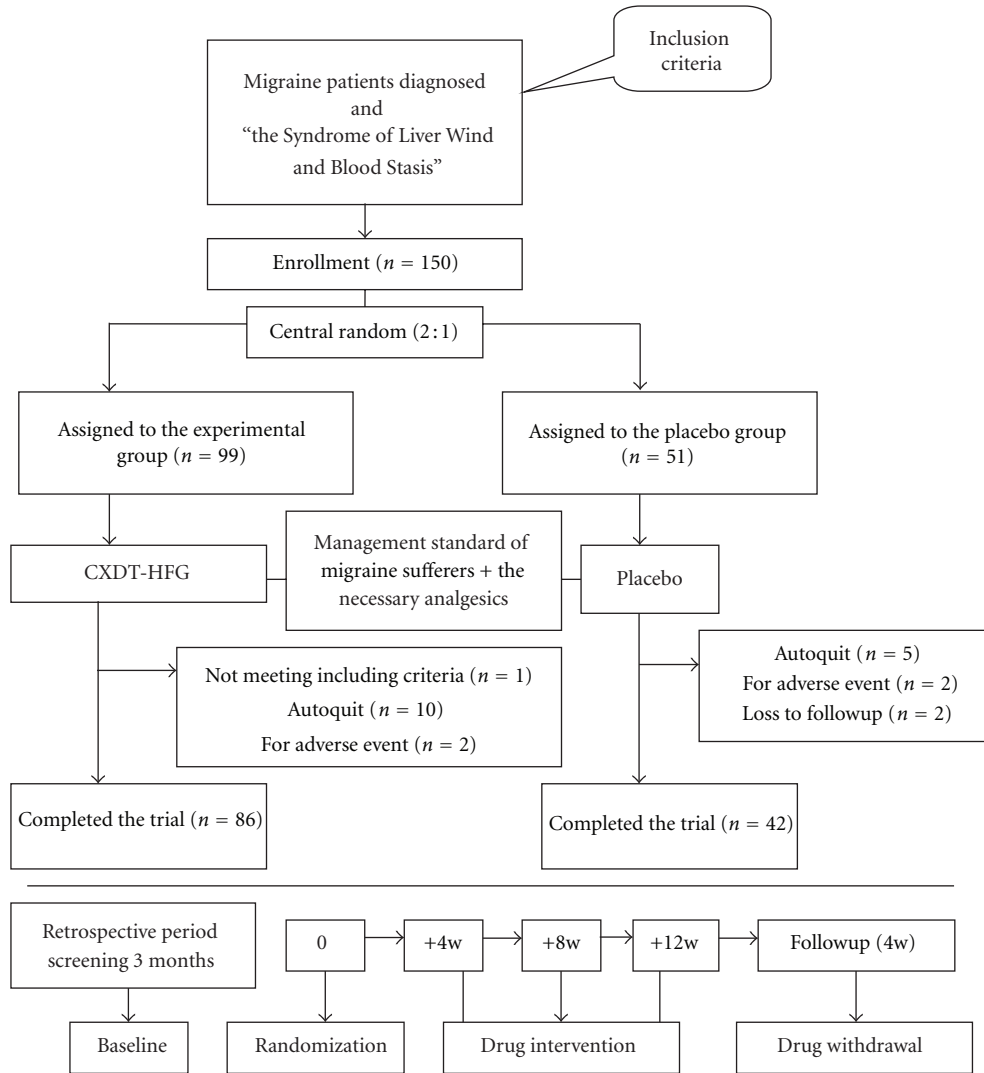 Inclusion
criteria
Migraine patients diagnosed
and
“the Syndrome of Liver Wind
and Blood Stasis”
Enrollment (n = 150)
Central random (2:1)
Assigned to the experimental
group (n = 99)
Assigned to the placebo group
(n = 51)
CXDT-HFG
Management standard of
migraine sufferers + the
necessary analgesics
Placebo
Not meeting including criteria (n = 1)
Autoquit (n = 10)
For adverse event (n = 2)
Autoquit (n = 5)
For adverse event (n = 2)
Loss to followup (n = 2)
Completed the trial (n = 86)
Completed the trial (n = 42)
Retrospective period
screening 3 months
0
+4w
+8w
+12w
Followup (4w)
Baseline
Randomization
Drug intervention
Drug withdrawal